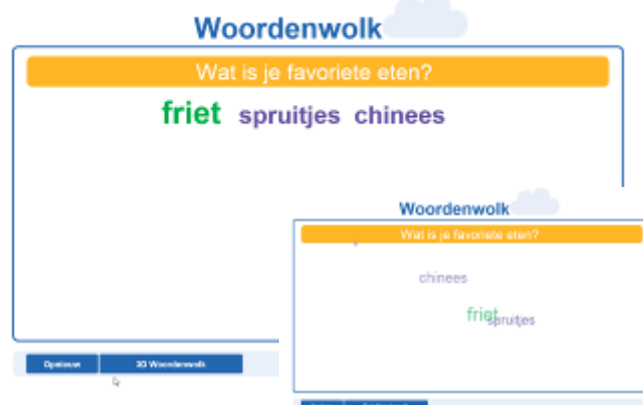 Woordenwolk
Wat is je favoriete eten?
friet spruitjes chinees
Opnieuw 3D Woordenwolk
Woordenwolk
Wat is je favoriete eten?
chinees
friet
spruitjes